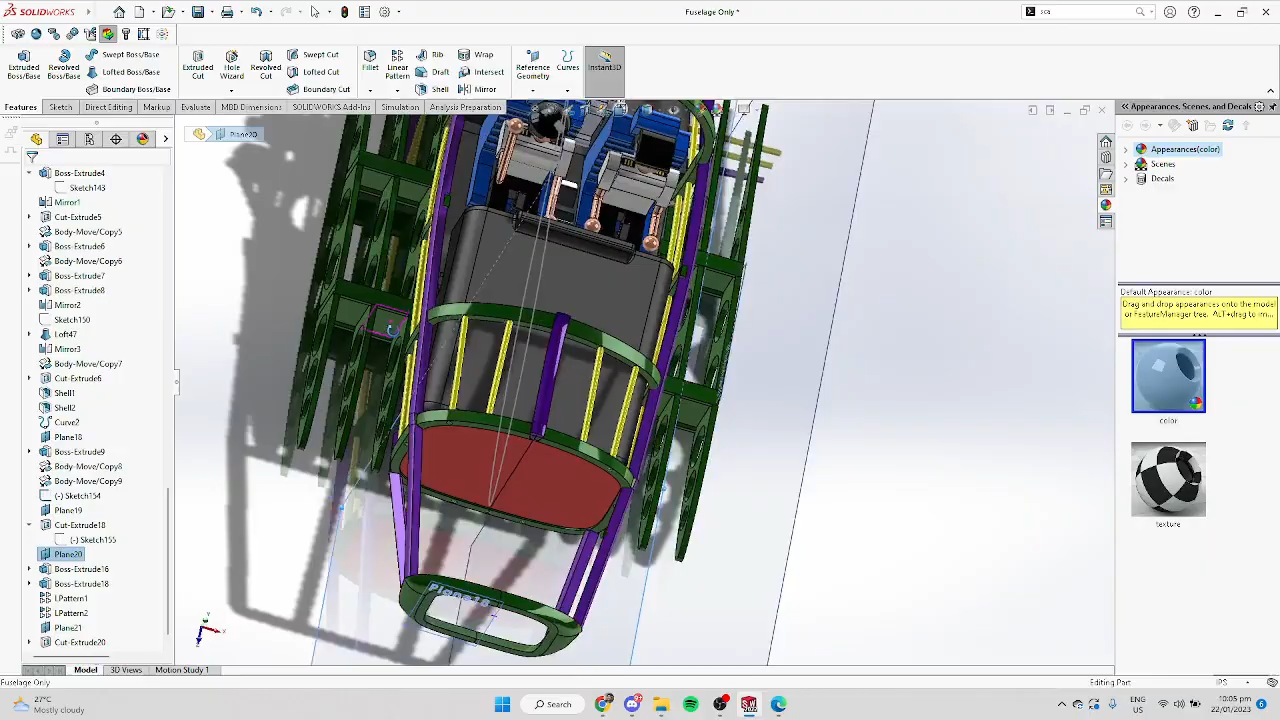 SOLIDWORKS
Fuselage Only *
sca
Extruded Boss/Base
Revolved Boss/Base
Swept Boss/Base
Lofted Boss/Base
Boundary Boss/Base
Extruded Cut
Hole Wizard
Revolved Cut
Swept Cut
Lofted Cut
Boundary Cut
Fillet
Linear Pattern
Rib
Draft
Shell
Wrap
Intersect
Mirror
Reference Geometry
Curves
Instant3D
Features
Sketch
Direct Editing
Markup
Evaluate
MBD Dimensions
SOLIDWORKS Add-Ins
Simulation
Analysis Preparation
Plane20
Boss-Extrude4
Sketch143
Mirror1
Cut-Extrude5
Body-Move/Copy5
Boss-Extrude6
Body-Move/Copy6
Boss-Extrude7
Boss-Extrude8
Mirror2
Sketch150
Loft47
Mirror3
Body-Move/Copy7
Cut-Extrude6
Shell1
Shell2
Curve2
Plane18
Boss-Extrude9
Body-Move/Copy8
Body-Move/Copy9
(-) Sketch154
Plane19
Cut-Extrude18
(-) Sketch155
Plane20
Boss-Extrude16
Boss-Extrude18
LPattern1
LPattern2
Plane21
Cut-Extrude20
Appearances, Scenes, and Decals
Appearances(color)
Scenes
Decals
Default Appearance: color
Drag and drop appearances onto the model
or FeatureManager tree. ALT+drag to im...
color
texture
Model
3D Views
Motion Study 1
Fuselage Only
Editing Part
IPS
27°C
Mostly cloudy
Search
ENG
US
10:05 pm
22/01/2023